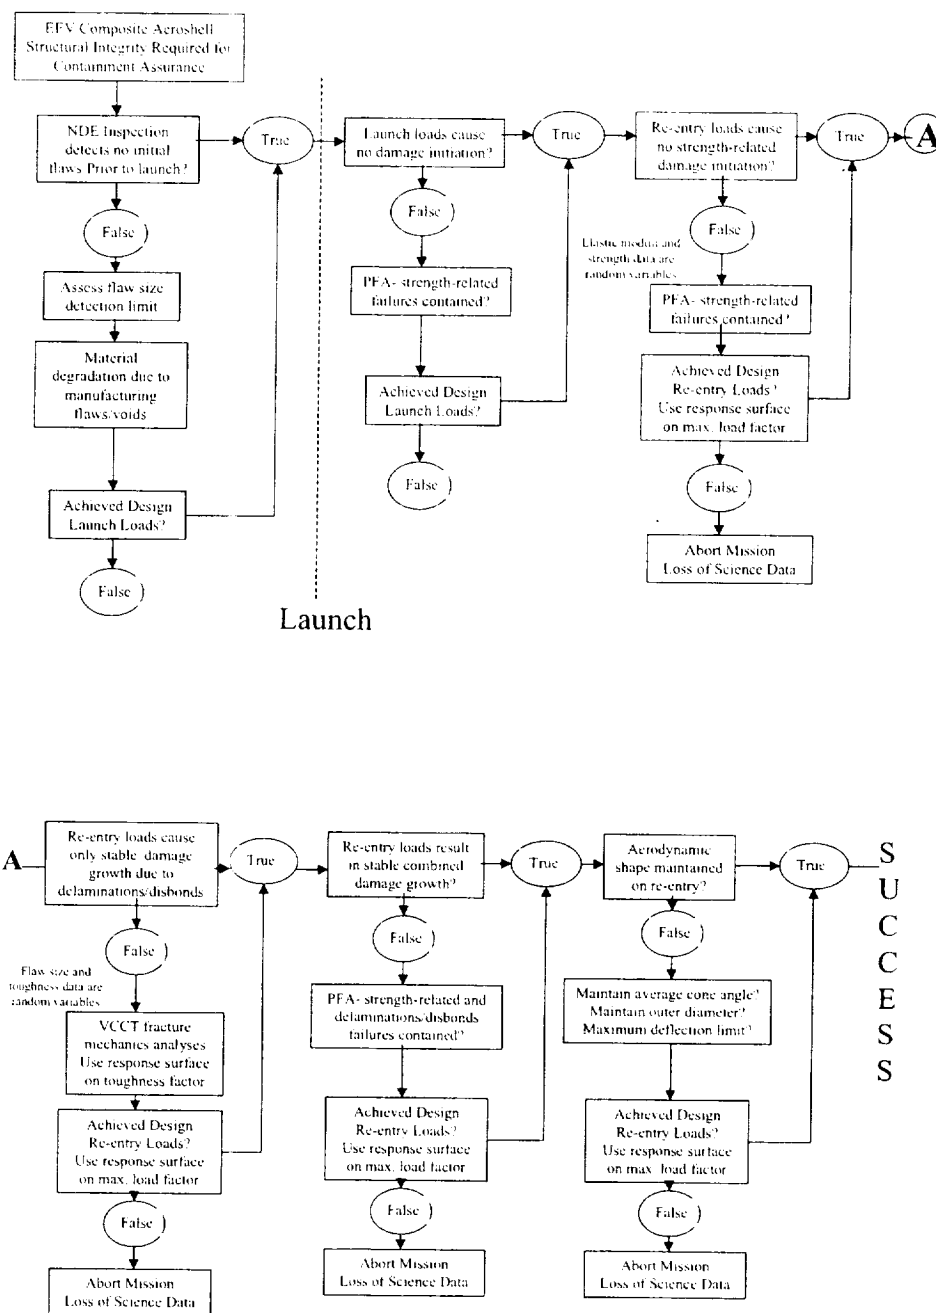 EEV Composite Aeroshell
Structural Integrity Required for
Containment Assurance
NDE Inspection
detects no initial
flaws Prior to launch?
True
False
Assess flaw size
detection limit
Material
degradation due to
manufacturing
flaws/voids
Achieved Design
Launch Loads?
False
Launch
Launch loads cause
no damage initiation?
True
False
PFA- strength-related
failures contained?
Achieved Design
Launch Loads?
False
Re-entry loads cause
no strength-related
damage initiation?
True
A
False
Elastic moduli and
strength data are
random variables
PFA- strength-related
failures contained?
Achieved Design
Re-entry Loads?
Use response surface
on max. load factor
False
Abort Mission
Loss of Science Data
A
Re-entry loads cause
only stable damage
growth due to
delaminations/disbonds
True
False
Flaw size and
toughness data are
random variables
VCCT fracture
mechanics analyses
Use response surface
on toughness factor
Achieved Design
Re-entry Loads?
Use response surface
on max. load factor
False
Abort Mission
Loss of Science Data
Re-entry loads result
in stable combined
damage growth?
True
False
PFA- strength-related and
delaminations/disbonds
failures contained?
Achieved Design
Re-entry Loads?
Use response surface
on max. load factor
False
Abort Mission
Loss of Science Data
Aerodynamic
shape maintained
on re-entry?
True
False
Maintain average cone angle?
Maintain outer diameter?
Maximum deflection limit?
Achieved Design
Re-entry Loads?
Use response surface
on max. load factor
False
Abort Mission
Loss of Science Data
S
U
C
C
E
S
S